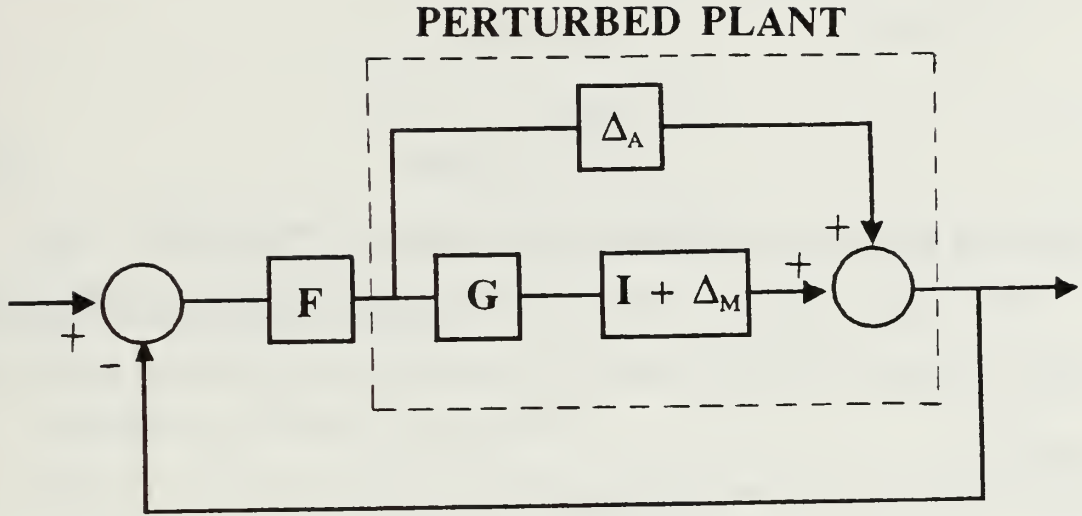 PERTURBED PLANT
Δ_A
+
+
F
G
I + Δ_M
+
-